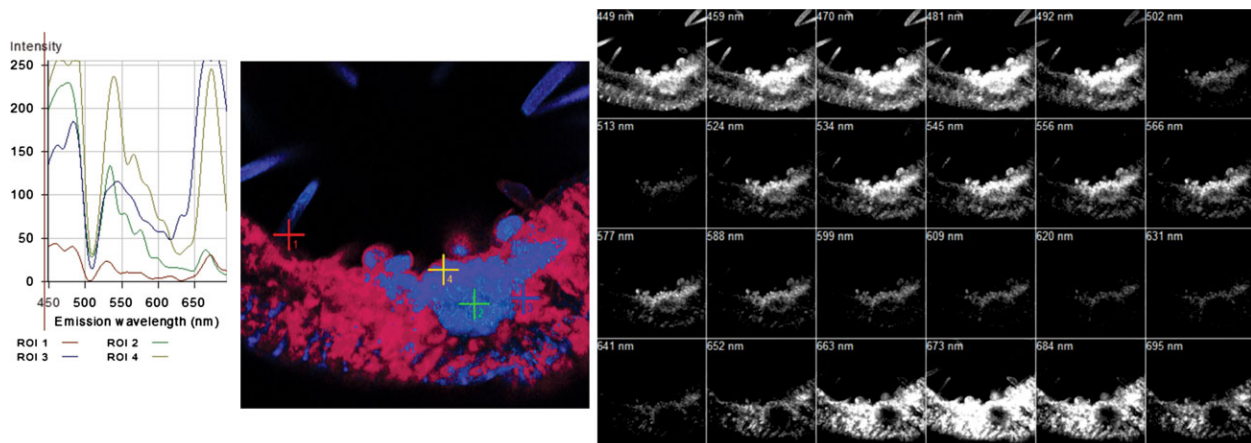 Intensity
250
200
150
100
50
0
450 500 550 600 650
Emission wavelength (nm)
ROI 1 ROI 2
ROI 3 ROI 4
1
4
2
449 nm 459 nm 470 nm 481 nm 492 nm 502 nm
513 nm 524 nm 534 nm 545 nm 556 nm 566 nm
577 nm 588 nm 599 nm 609 nm 620 nm 631 nm
641 nm 652 nm 663 nm 673 nm 684 nm 695 nm